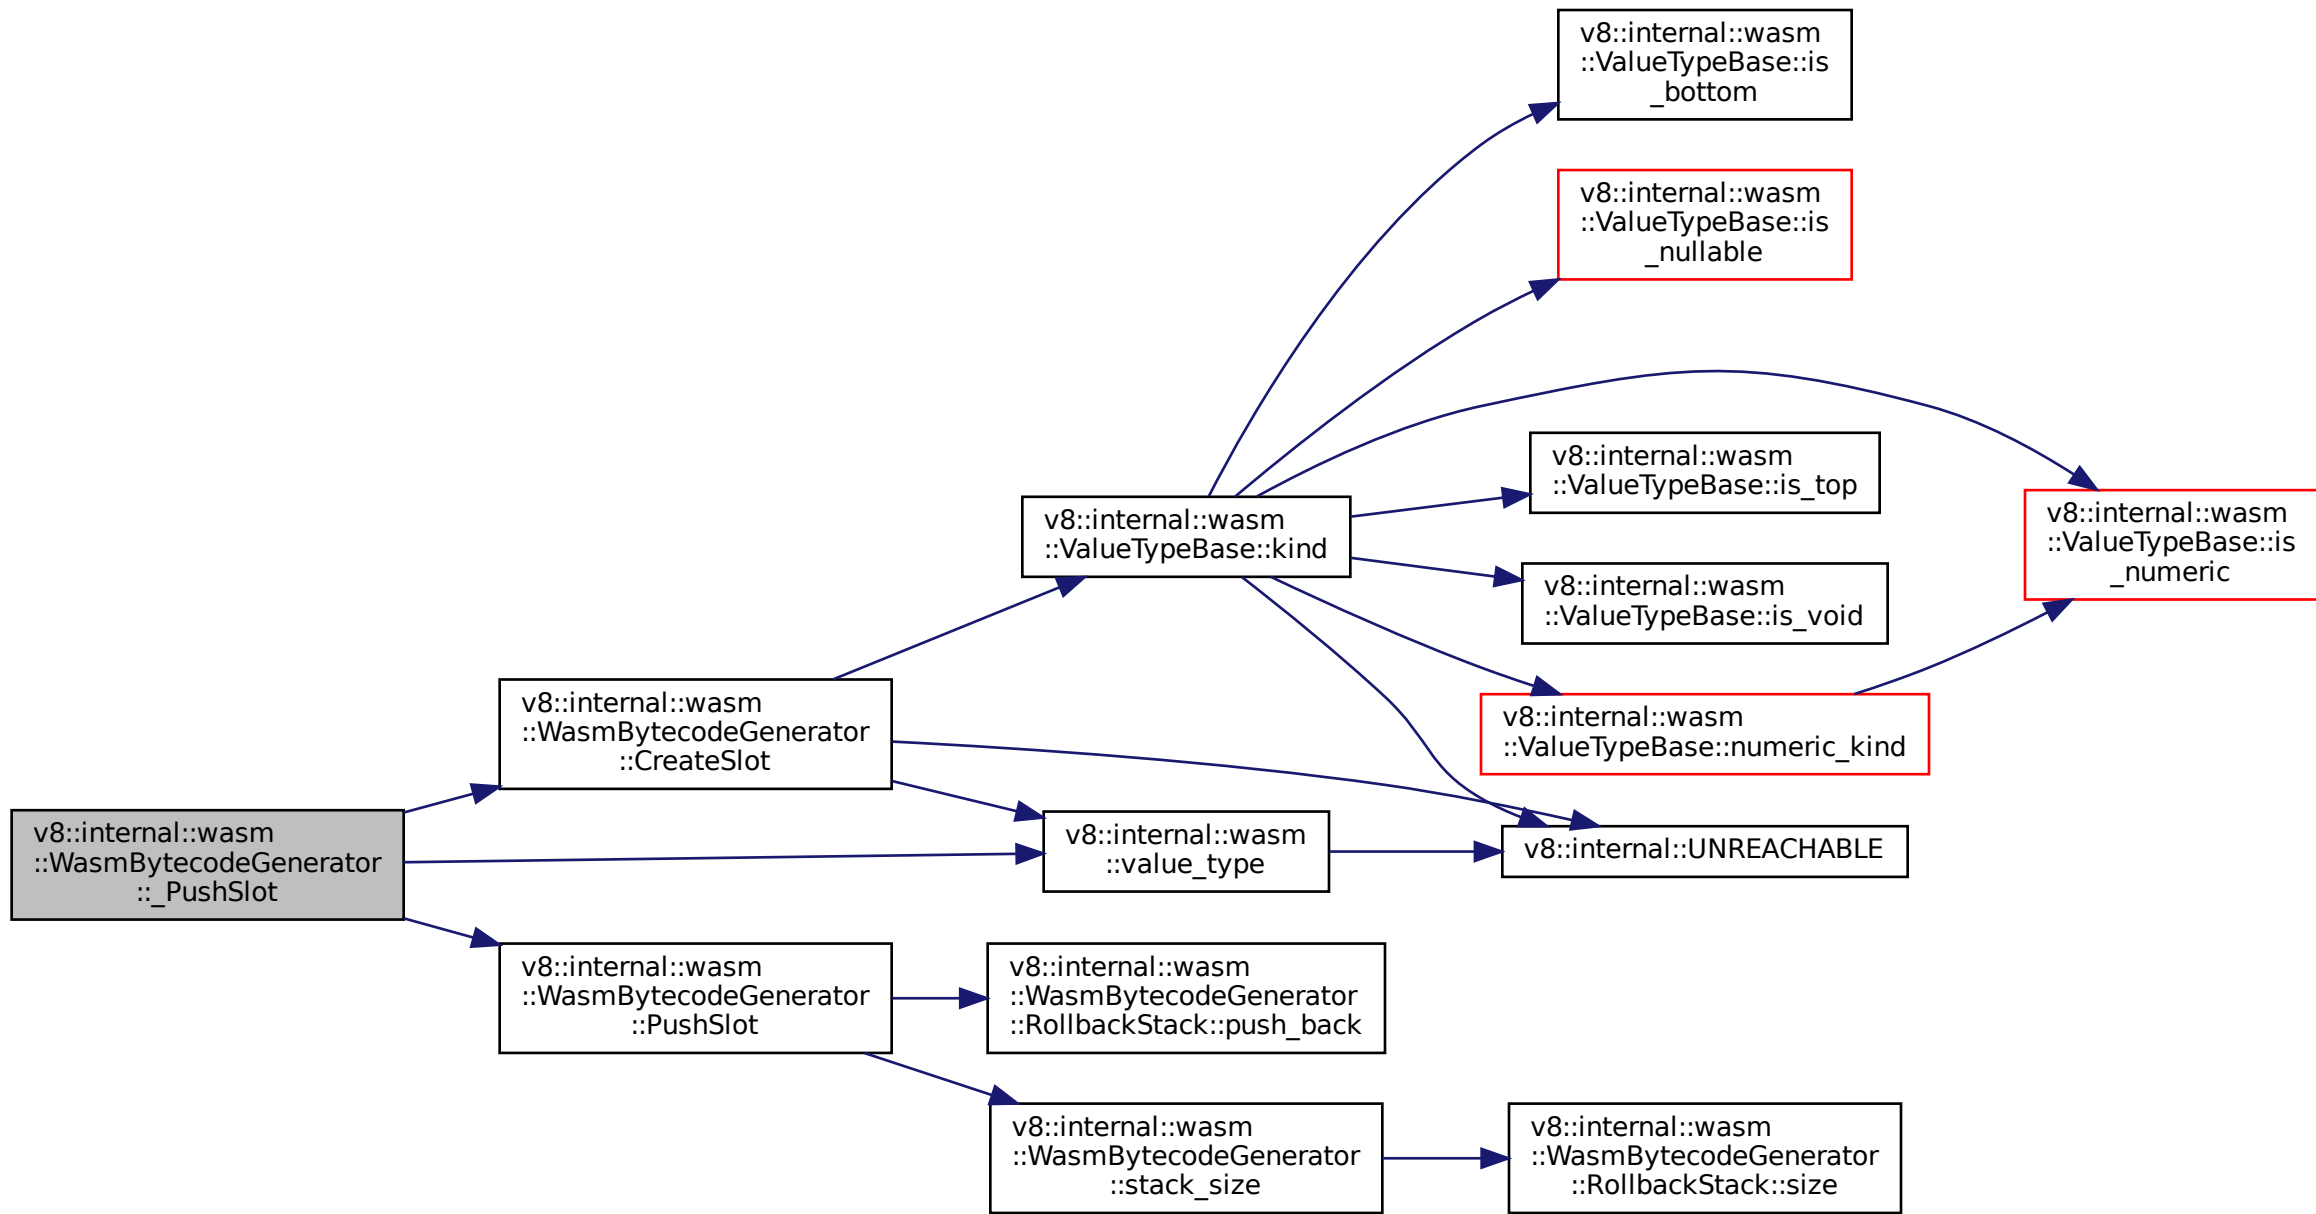 v8::internal::wasm
::WasmBytecodeGenerator
::_PushSlot
v8::internal::wasm
::WasmBytecodeGenerator
::CreateSlot
v8::internal::wasm
::WasmBytecodeGenerator
::PushSlot
v8::internal::wasm
::ValueTypeBase::kind
v8::internal::wasm
::value_type
v8::internal::wasm
::WasmBytecodeGenerator
::RollbackStack::push_back
v8::internal::wasm
::WasmBytecodeGenerator
::stack_size
v8::internal::wasm
::ValueTypeBase::is
_bottom
v8::internal::wasm
::ValueTypeBase::is
_nullable
v8::internal::wasm
::ValueTypeBase::is_top
v8::internal::wasm
::ValueTypeBase::is_void
v8::internal::wasm
::ValueTypeBase::numeric_kind
v8::internal::UNREACHABLE
v8::internal::wasm
::WasmBytecodeGenerator
::RollbackStack::size
v8::internal::wasm
::ValueTypeBase::is
_numeric